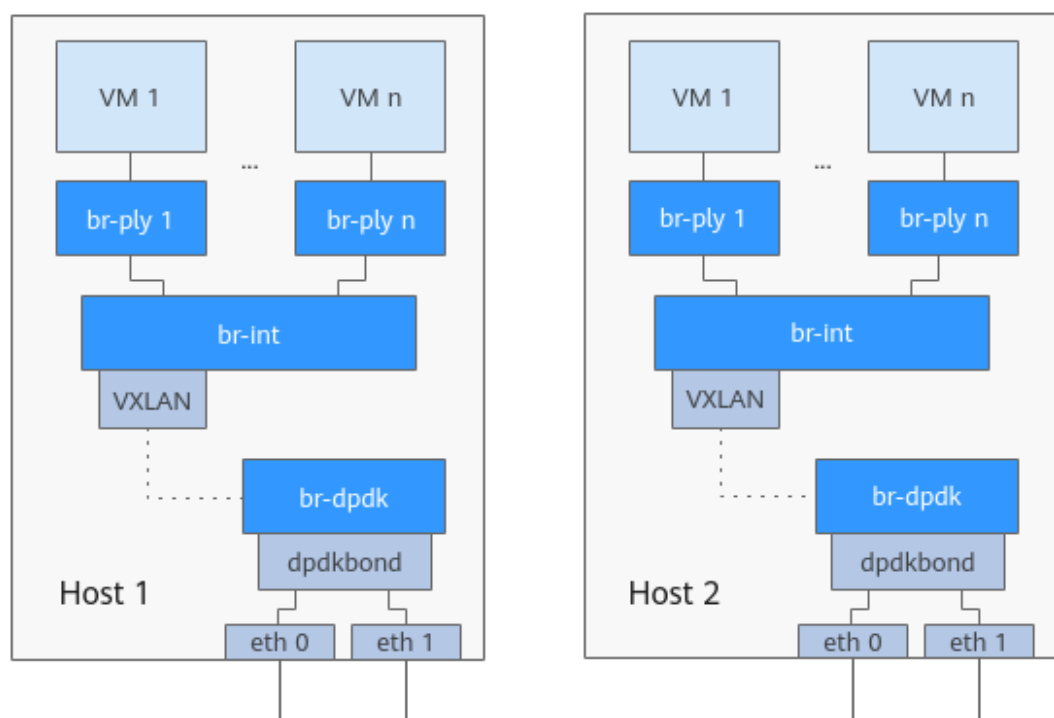 VM 1
VM n
...
br-ply 1
br-ply n
br-int
VXLAN
br-dpdk
dpdkbond
Host 1
eth 0
eth 1
VM 1
VM n
...
br-ply 1
br-ply n
br-int
VXLAN
br-dpdk
dpdkbond
Host 2
eth 0
eth 1